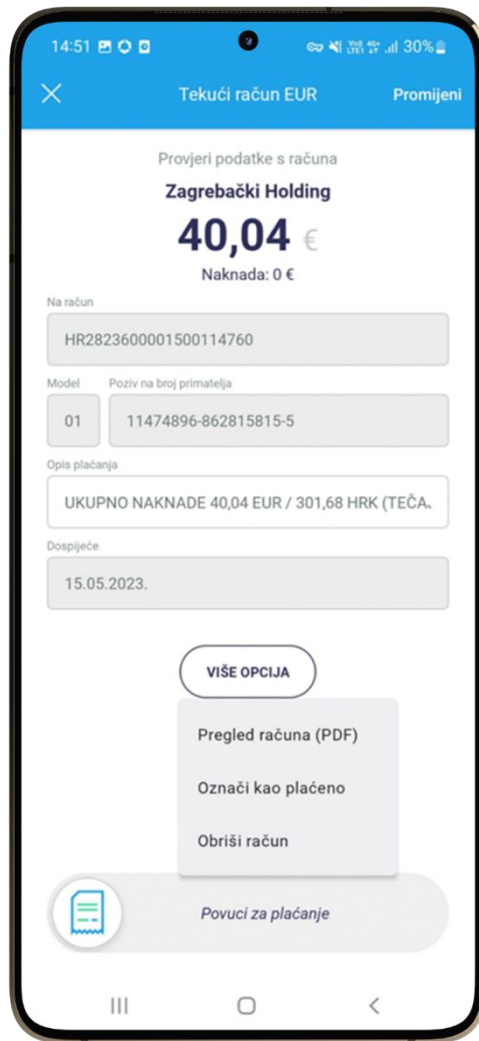 14:51 30%
Tekući račun EUR Promijeni
Provjeri podatke s računa
Zagrebački Holding
40,04 €
Naknada: 0 €
Na račun
HR2823600001500114760
Model Poziv na broj primatelja
01 11474896-862815815-5
Opis plaćanja
UKUPNO NAKNADE 40,04 EUR / 301,68 HRK (TEČA.
Dospijeće
15.05.2023.
VIŠE OPCIJA
Pregled računa (PDF)
Označi kao plaćeno
Obriši račun
Povuci za plaćanje